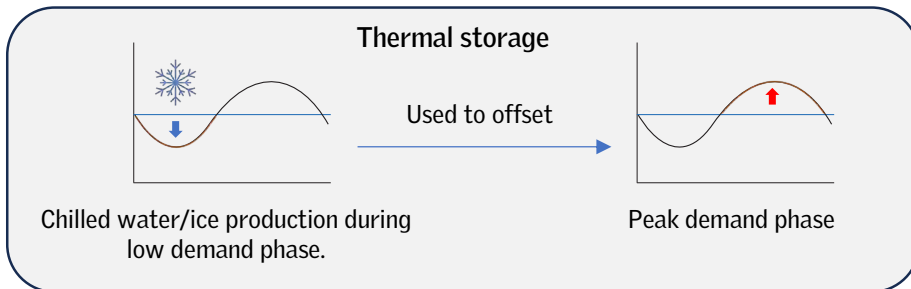 Thermal storage
Used to offset
Chilled water/ice production during
low demand phase.
Peak demand phase